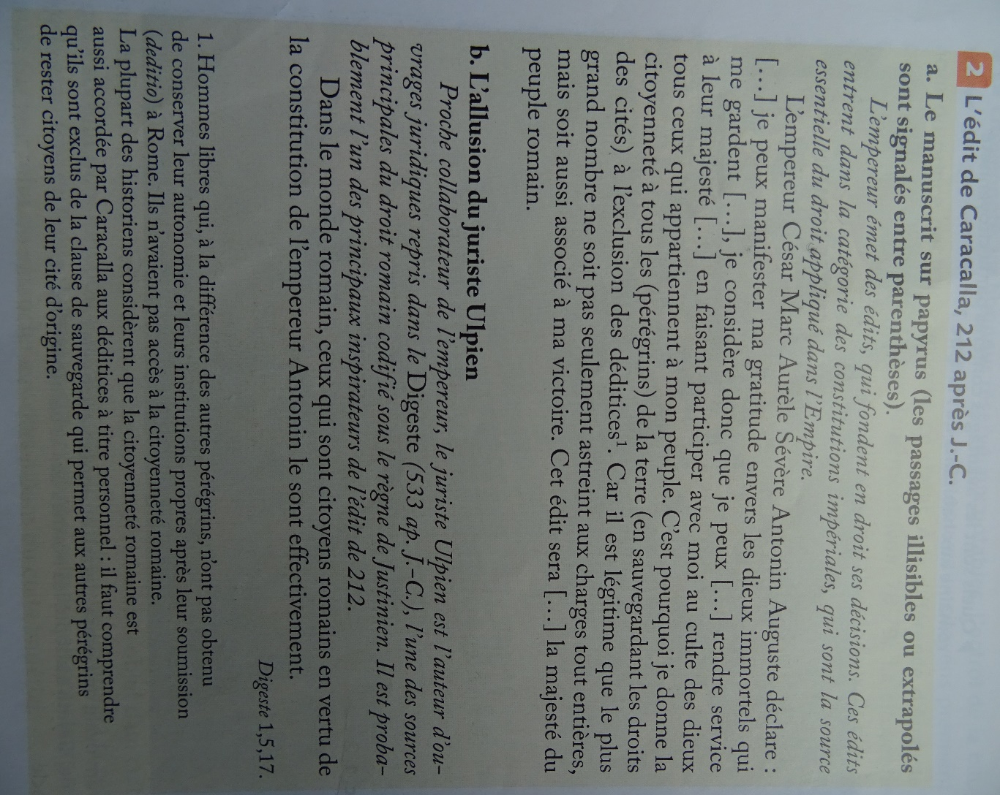 2 L'édit de Caracalla, 212 après J.-C.
a. Le manuscrit sur papyrus (les passages illisibles ou extrapolés
sont signalés entre parenthèses).
L'empereur émet des édits, qui fondent en droit ses décisions. Ces édits
entrent dans la catégorie des constitutions impériales, qui sont la source
essentielle du droit appliqué dans l'Empire.
L'empereur César Marc Aurèle Sévère Antonin Auguste déclare :
[…] je peux manifester ma gratitude envers les dieux immortels qui
me gardent […], je considère donc que je peux […] rendre service
à leur majesté […] en faisant participer avec moi au culte des dieux
tous ceux qui appartiennent à mon peuple. C'est pourquoi je donne la
citoyenneté à tous les (pérégrins) de la terre (en sauvegardant les droits
des cités) à l'exclusion des déditices¹. Car il est légitime que le plus
grand nombre ne soit pas seulement astreint aux charges tout entières,
mais soit aussi associé à ma victoire. Cet édit sera […] la majesté du
peuple romain.
b. L'allusion du juriste Ulpien
Proche collaborateur de l'empereur, le juriste Ulpien est l'auteur d'ou-
vrages juridiques repris dans le Digeste (533 ap. J.-C.), l'une des sources
principales du droit romain codifié sous le règne de Justinien. Il est proba-
blement l'un des principaux inspirateurs de l'édit de 212.
Dans le monde romain, ceux qui sont citoyens romains en vertu de
la constitution de l'empereur Antonin le sont effectivement.
Digeste 1,5,17.
1. Hommes libres qui, à la différence des autres pérégrins, n'ont pas obtenu
de conserver leur autonomie et leurs institutions propres après leur soumission
(deditio) à Rome. Ils n'avaient pas accès à la citoyenneté romaine.
La plupart des historiens considèrent que la citoyenneté romaine est
aussi accordée par Caracalla aux déditices à titre personnel : il faut comprendre
qu'ils sont exclus de la clause de sauvegarde qui permet aux autres pérégrins
de rester citoyens de leur cité d'origine.